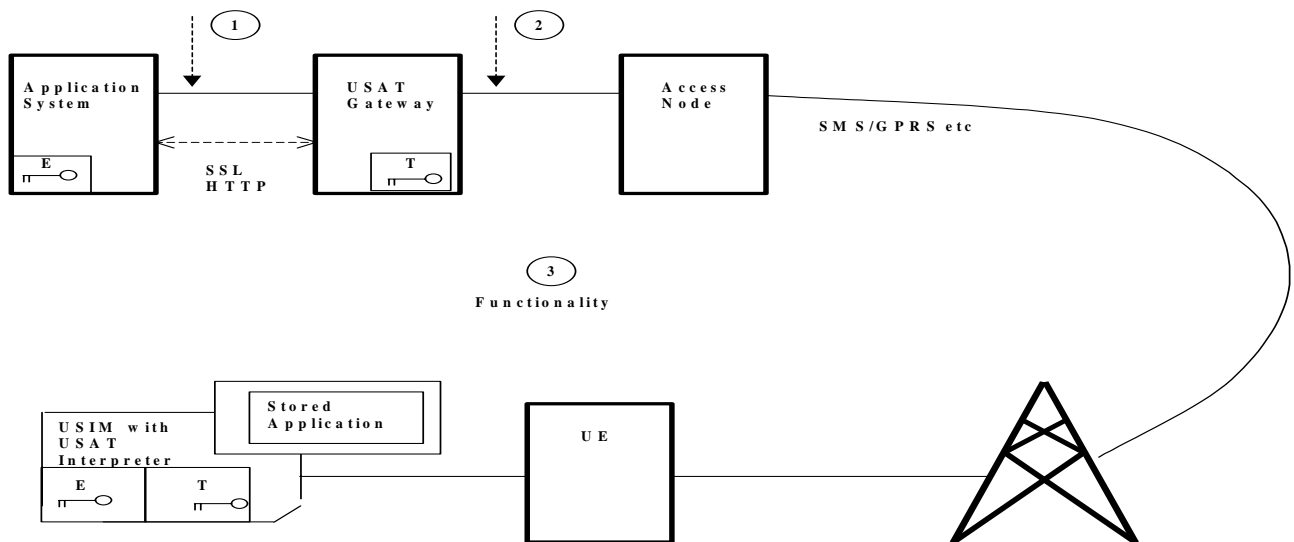 1
2
Application
System
USAT
Gateway
Access
Node
SMS/GPRS etc
E
T
SSL
HTTP
3
Functionality
Stored
Application
USIM with
USAT
Interpreter
UE
E
T